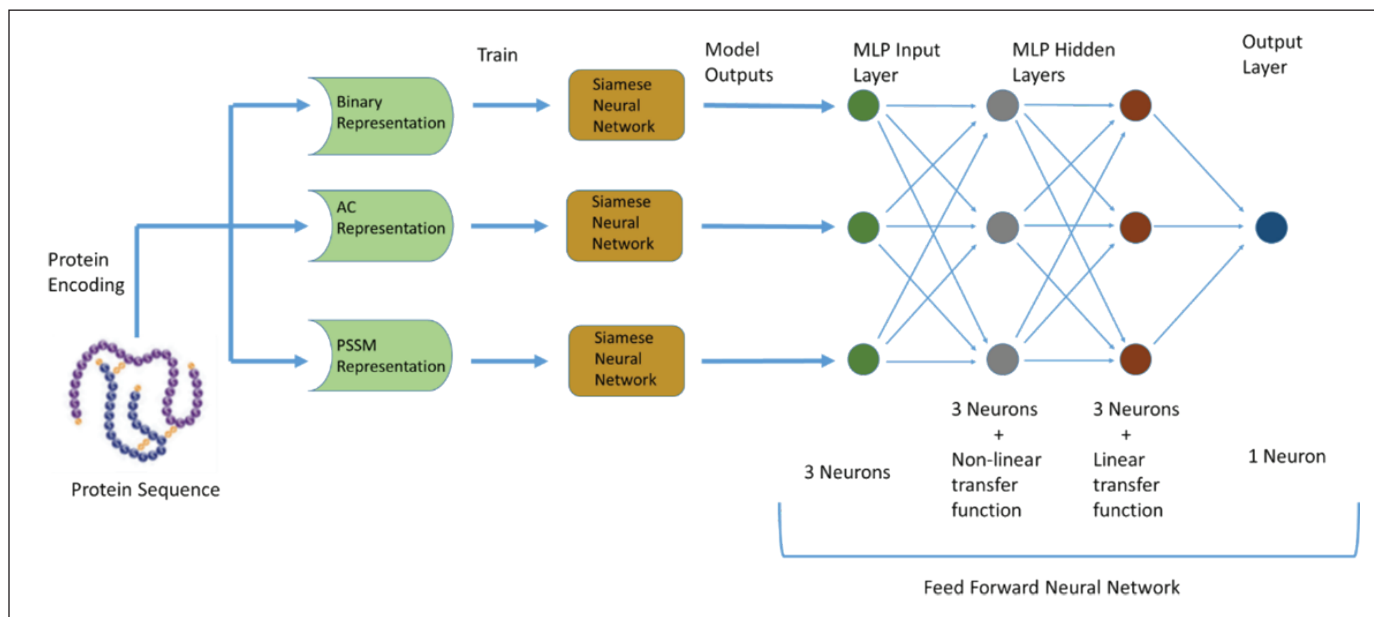 Train
Model
Outputs
MLP Input
Layer
MLP Hidden
Layers
Output
Layer
Binary
Representation
Siamese
Neural
Network
AC
Representation
Siamese
Neural
Network
Protein
Encoding
PSSM
Representation
Siamese
Neural
Network
Protein Sequence
3 Neurons
3 Neurons
+
Non-linear
transfer
function
3 Neurons
+
Linear
transfer
function
1 Neuron
Feed Forward Neural Network